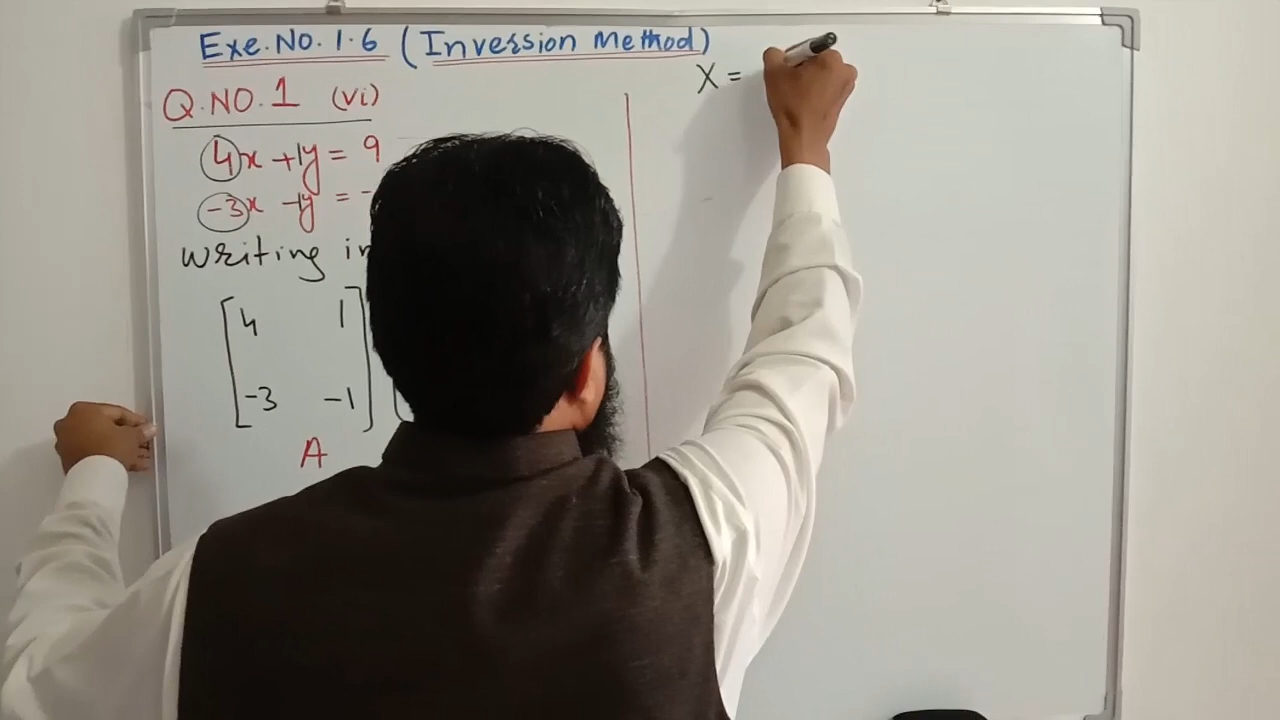 Exe.No.1.6 (Inversion Method)
Q.NO.1 (vi)
4x +1y = 9
-3x -1y = -
Writing in
4 1
-3 -1
A
X =